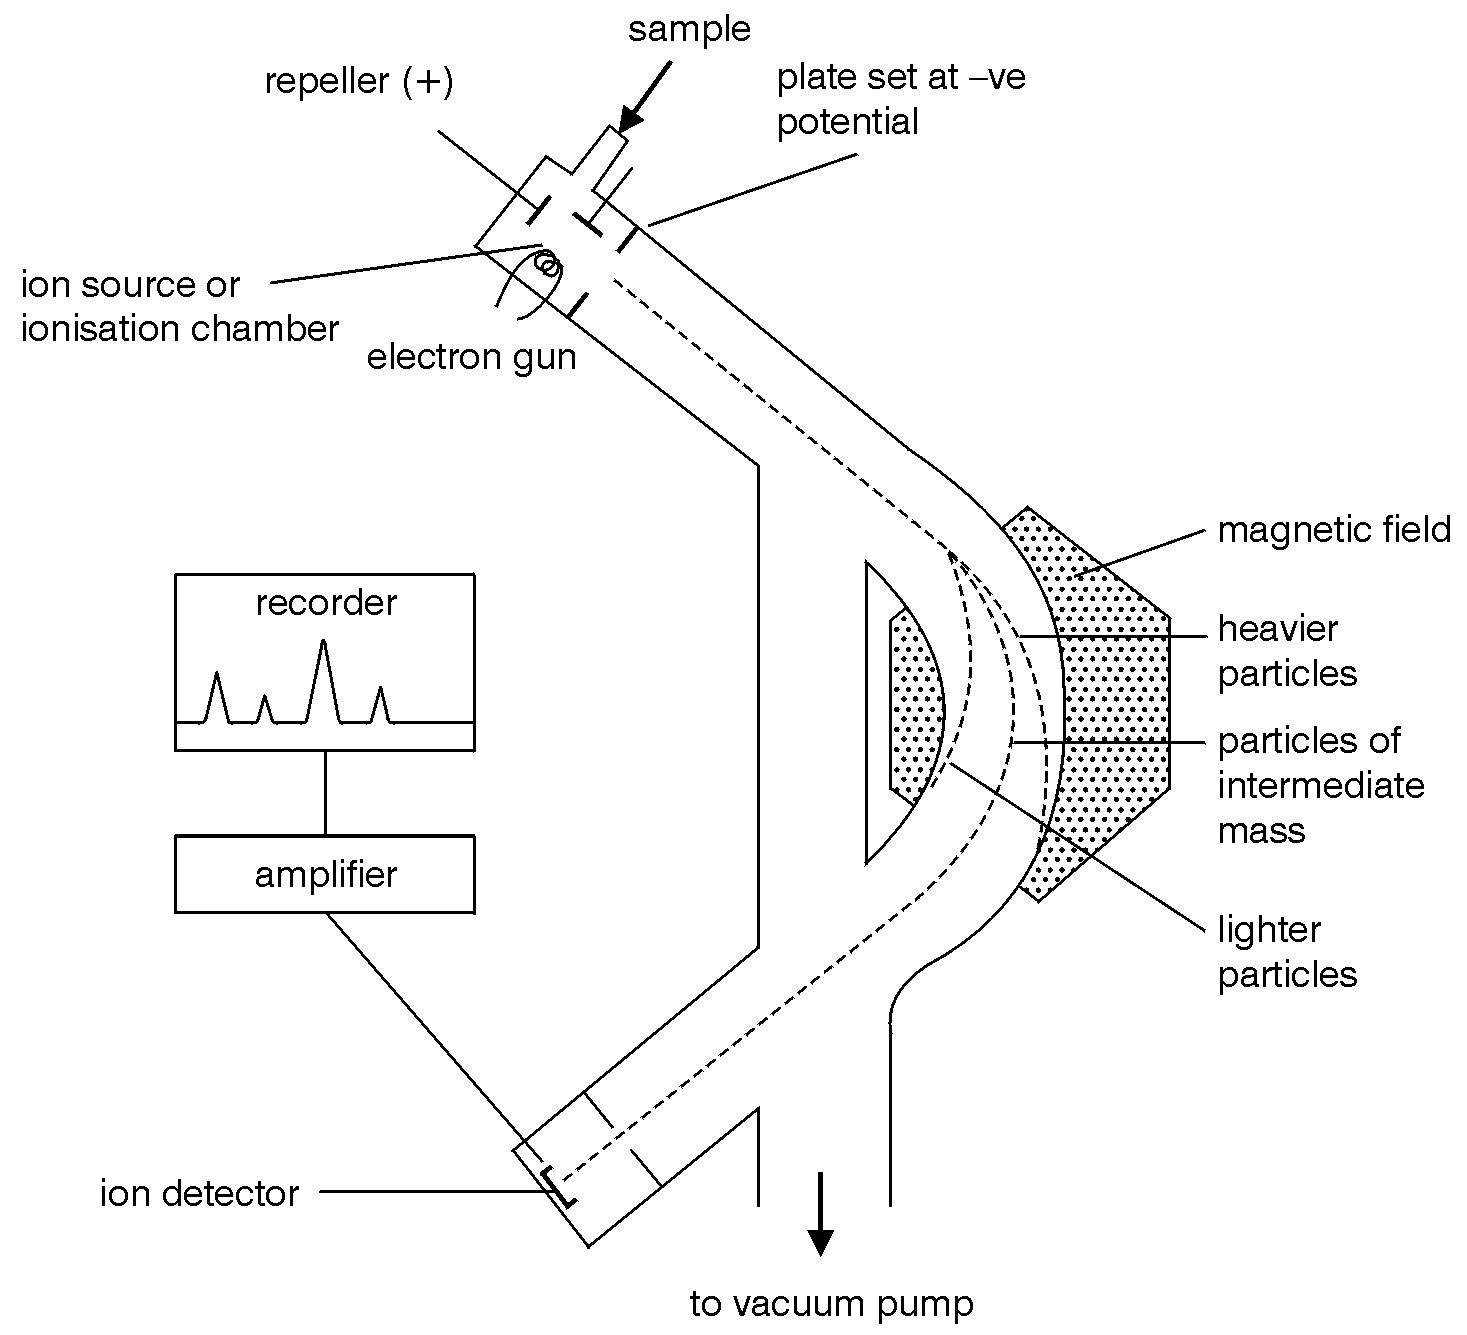 sample
repeller (+)
plate set at –ve
potential
ion source or
ionisation chamber
electron gun
magnetic field
recorder
heavier
particles
particles of
intermediate
mass
amplifier
lighter
particles
ion detector
to vacuum pump